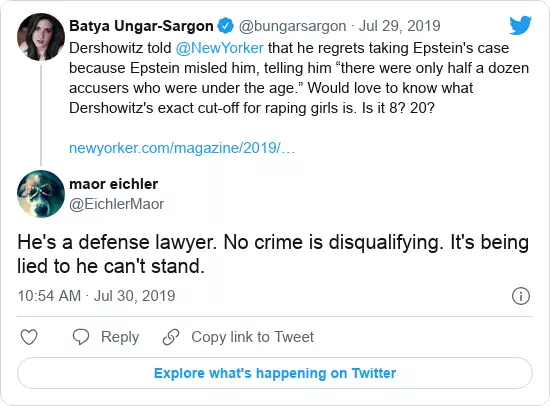 Batya Ungar-Sargon @bungarsargon · Jul 29, 2019
Dershowitz told @NewYorker that he regrets taking Epstein's case
because Epstein misled him, telling him “there were only half a dozen
accusers who were under the age.” Would love to know what
Dershowitz's exact cut-off for raping girls is. Is it 8? 20?
newyorker.com/magazine/2019/…
maor eichler
@EichlerMaor
He's a defense lawyer. No crime is disqualifying. It's being
lied to he can't stand.
10:54 AM · Jul 30, 2019
Reply Copy link to Tweet
Explore what's happening on Twitter